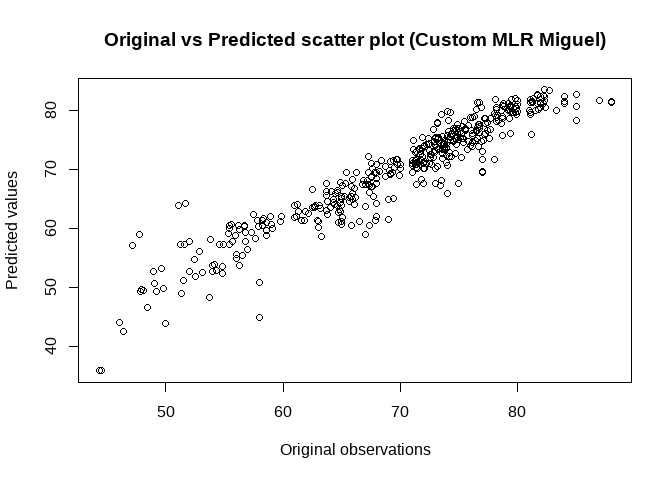 Original vs Predicted scatter plot (Custom MLR Miguel)
Predicted values
80
70
60
50
40
50 60 70 80
Original observations